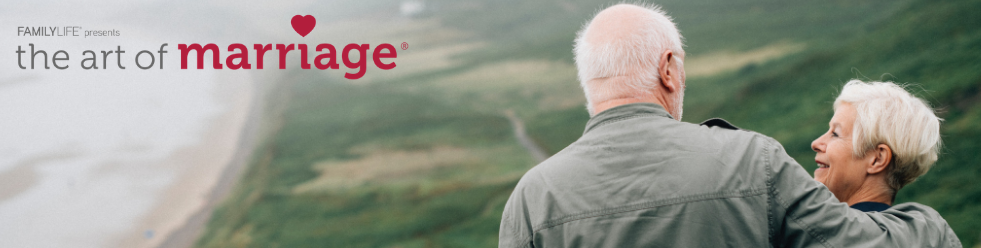 FAMILYLIFE® presents
the art of marriage®